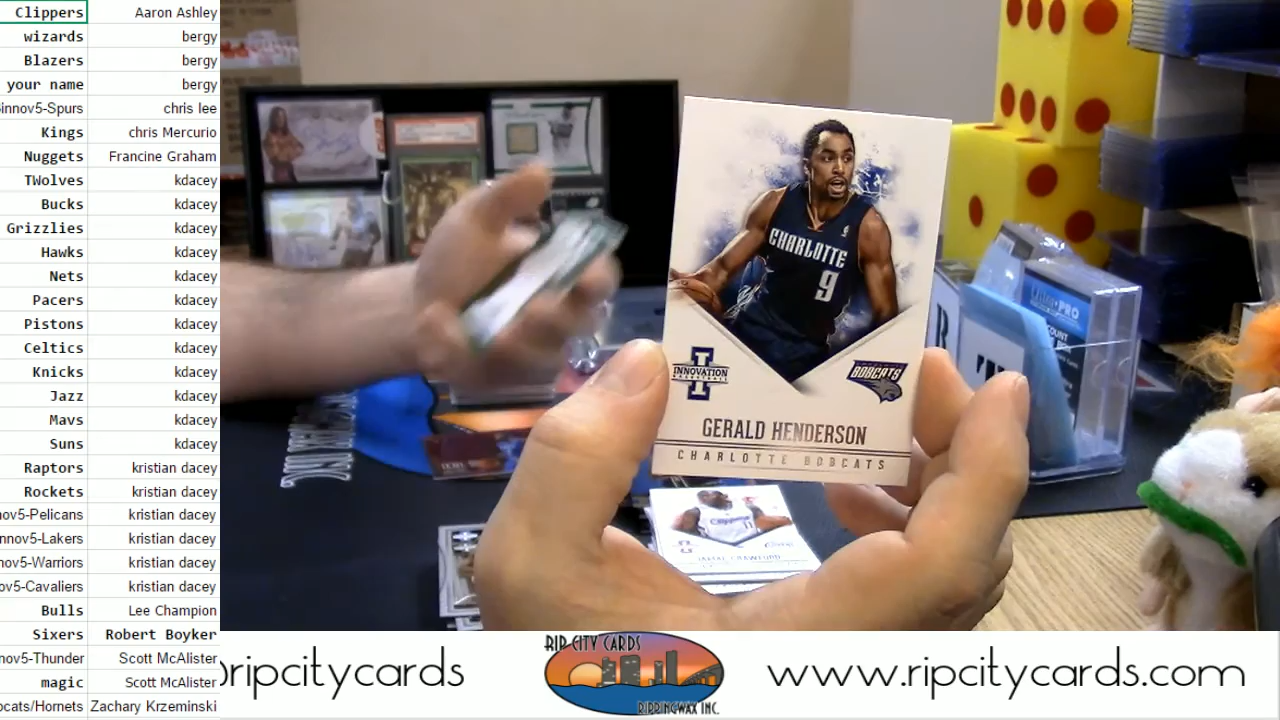 Clippers Aaron Ashley
wizards bergy
Blazers bergy
your name bergy
innov5-Spurs chris lee
Kings chris Mercurio
Nuggets Francine Graham
TWolves kdacey
Bucks kdacey
Grizzlies kdacey
Hawks kdacey
Nets kdacey
Pacers kdacey
Pistons kdacey
Celtics kdacey
Knicks kdacey
Jazz kdacey
Mavs kdacey
Suns kdacey
Raptors kristian dacey
Rockets kristian dacey
nov5-Pelicans kristian dacey
nnov5-Lakers kristian dacey
nov5-Warriors kristian dacey
ov5-Cavaliers kristian dacey
Bulls Lee Champion
Sixers Robert Boyker
nov5-Thunder Scott McAlister
magic Scott McAlister
cats/Hornets Zachary Krzeminski
CHARLOTTE
9
I
INNOVATION
BASKETBALL
BOBCATS
GERALD HENDERSON
CHARLOTTE BOBCATS
PRO
JAMAL CRAWFORD
ripcitycards
RIP CITY CARDS
RIPPINGWAX INC.
www.ripcitycards.com